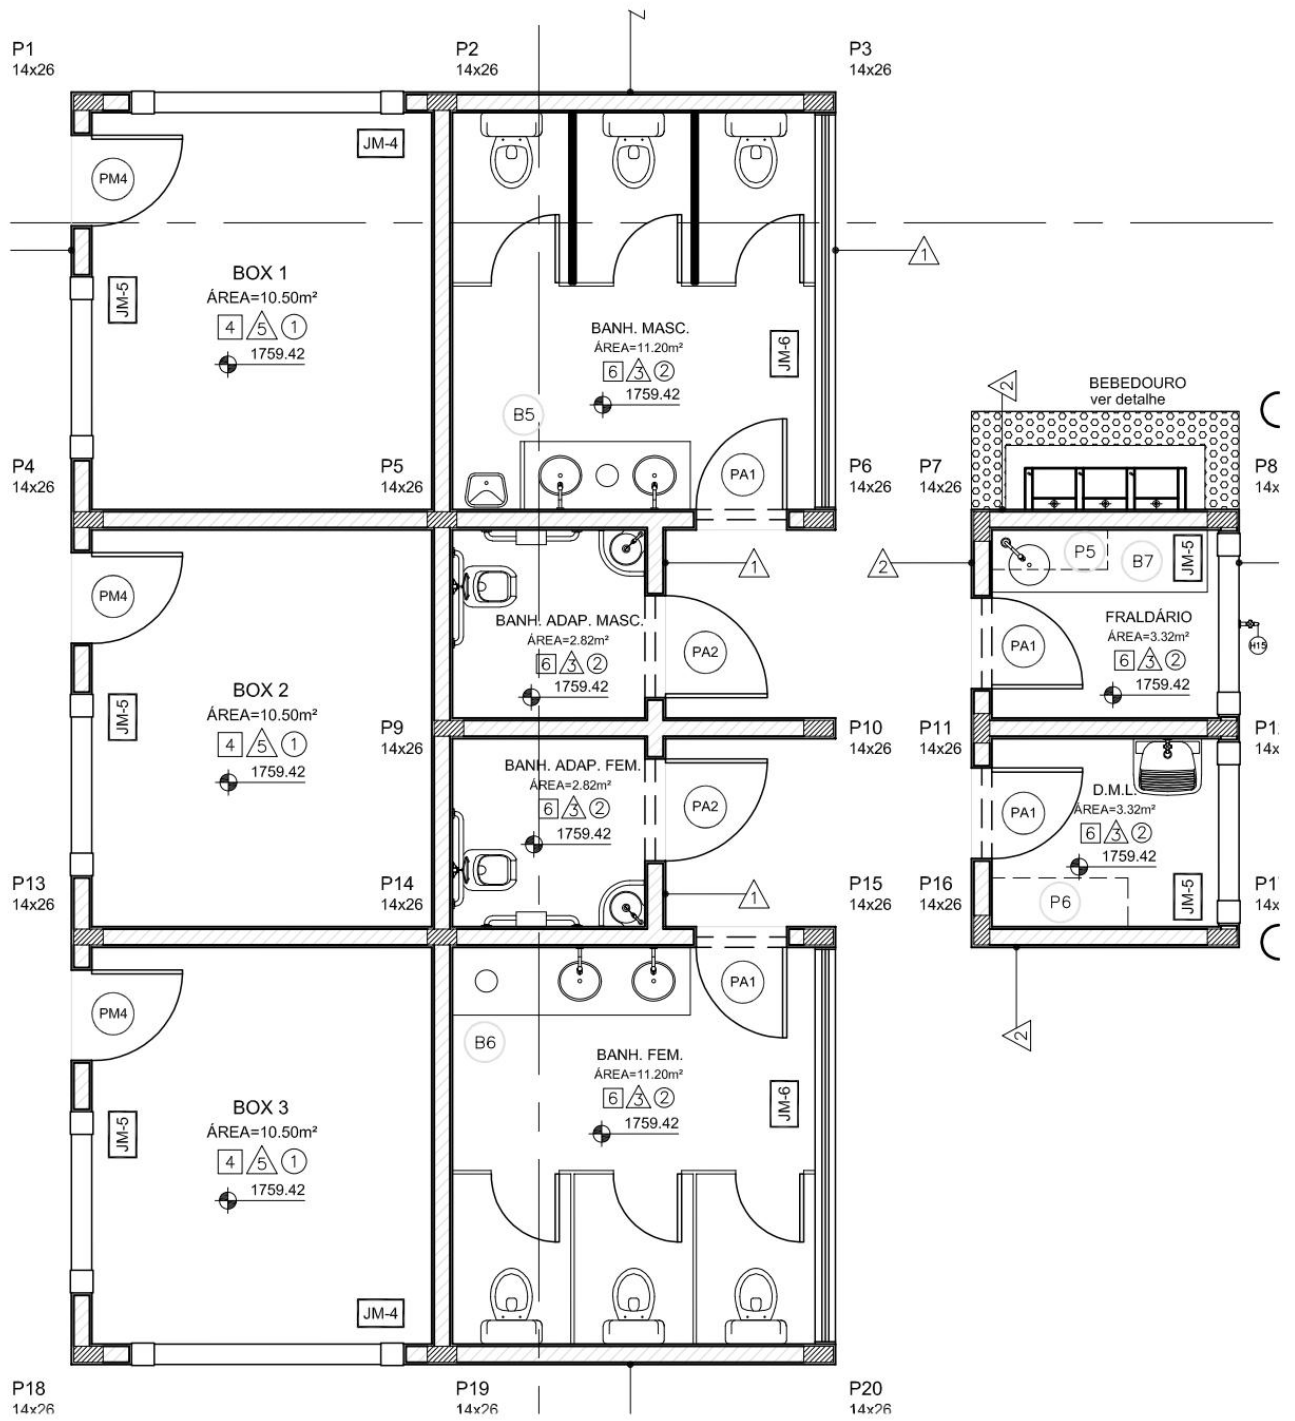 P1
14x26
P2
14x26
P3
14x26
JM-4
PM4
1
BOX 1
ÁREA=10.50m²
4 5 1
1759.42
JM-5
BANH. MASC.
ÁREA=11.20m²
6 3 2
1759.42
JM-6
B5
2
BEBEDOURO
ver detalhe
P4
14x26
P5
14x26
PA1
P6
14x26
P7
14x26
P8
14x
PM4
1
2
P5
B7
JM-5
BANH. ADAP. MASC.
ÁREA=2.82m²
6 3 2
1759.42
PA2
PA1
FRALDÁRIO
ÁREA=3.32m²
6 3 2
1759.42
H15
BOX 2
ÁREA=10.50m²
4 5 1
1759.42
JM-5
P9
14x26
P10
14x26
P11
14x26
14x
BANH. ADAP. FEM.
ÁREA=2.82m²
6 3 2
1759.42
PA2
PA1
D.M.L.
ÁREA=3.32m²
6 3 2
1759.42
P6
JM-5
P13
14x26
P14
14x26
1
P15
14x26
P16
14x26
14x
PM4
PA1
B6
2
BANH. FEM.
ÁREA=11.20m²
6 3 2
1759.42
JM-6
BOX 3
ÁREA=10.50m²
4 5 1
1759.42
JM-5
JM-4
P18
14x26
P19
14x26
P20
14x26